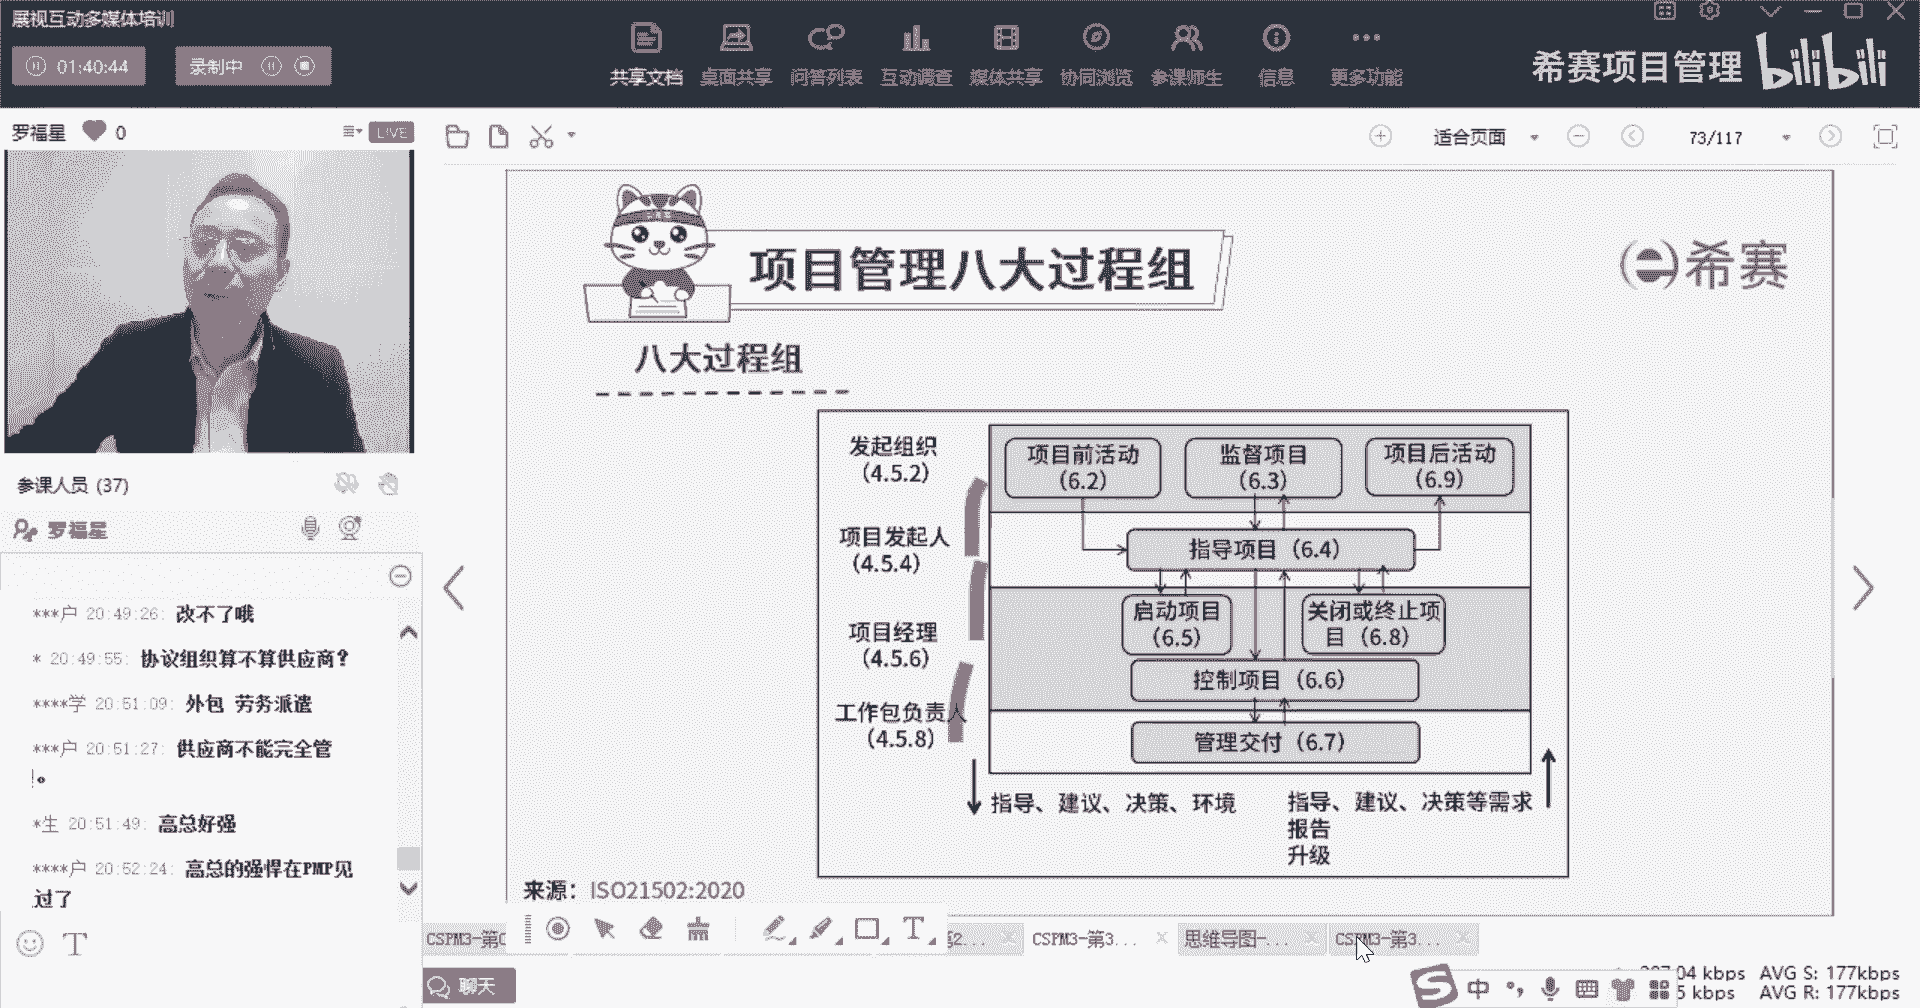 展视互动多媒体培训
01:40:44
录制中
共享文档 桌面共享 问答列表 互动调查 媒体共享 协同浏览 参课师生 信息 更多功能
希赛项目管理 bilibili
罗福星 0
LIVE
适合页面
73/117
项目管理八大过程组
希赛
八大过程组
发起组织
(4.5.2)
项目前活动
(6.2)
监督项目
(6.3)
项目后活动
(6.9)
项目发起人
(4.5.4)
指导项目 (6.4)
项目经理
(4.5.6)
启动项目
(6.5)
关闭或终止项
目 (6.8)
控制项目 (6.6)
工作包负责人
(4.5.8)
管理交付 (6.7)
指导、建议、决策、环境
指导、建议、决策等需求
报告
升级
来源：ISO21502:2020
参课人员 (37)
罗福星
***户 20:49:26: 改不了哦
* 20:49:55: 协议组织算不算供应商?
****学 20:51:09: 外包 劳务派遣
***户 20:51:27: 供应商不能完全管
。
*生 20:51:49: 高总好强
****户 20:52:24: 高总的强悍在PMP见
过了
T
CSPM3-第 2... CSPM3-第3... 思维导图-... CSPM3-第3...
聊天
中
04 kbps AVG S: 177kbps
5 kbps AVG R: 177kbps